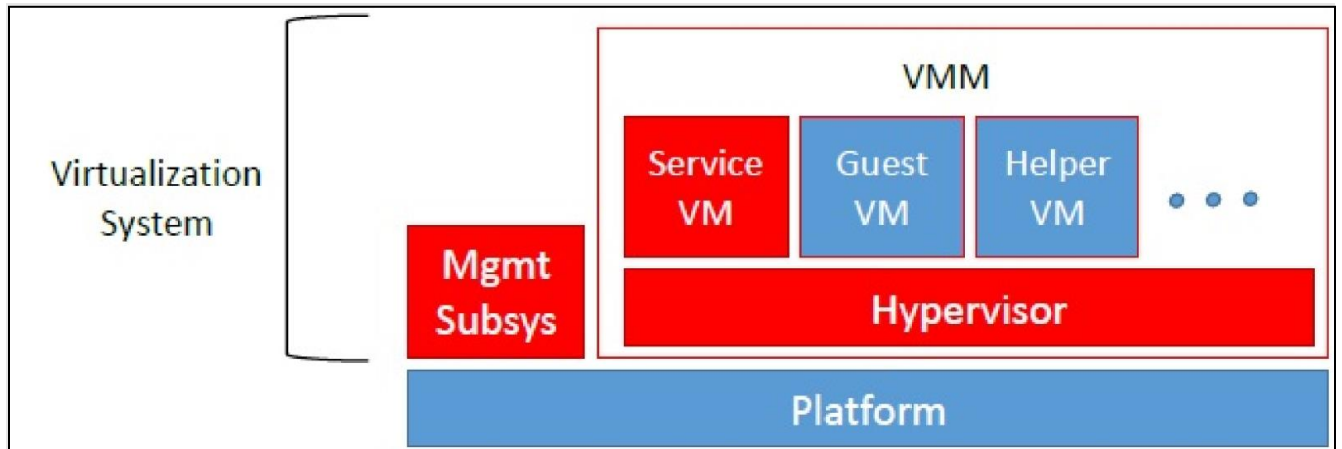 VMM
Virtualization
System
Service
VM
Guest
VM
Helper
VM
Mgmt
Subsys
Hypervisor
Platform